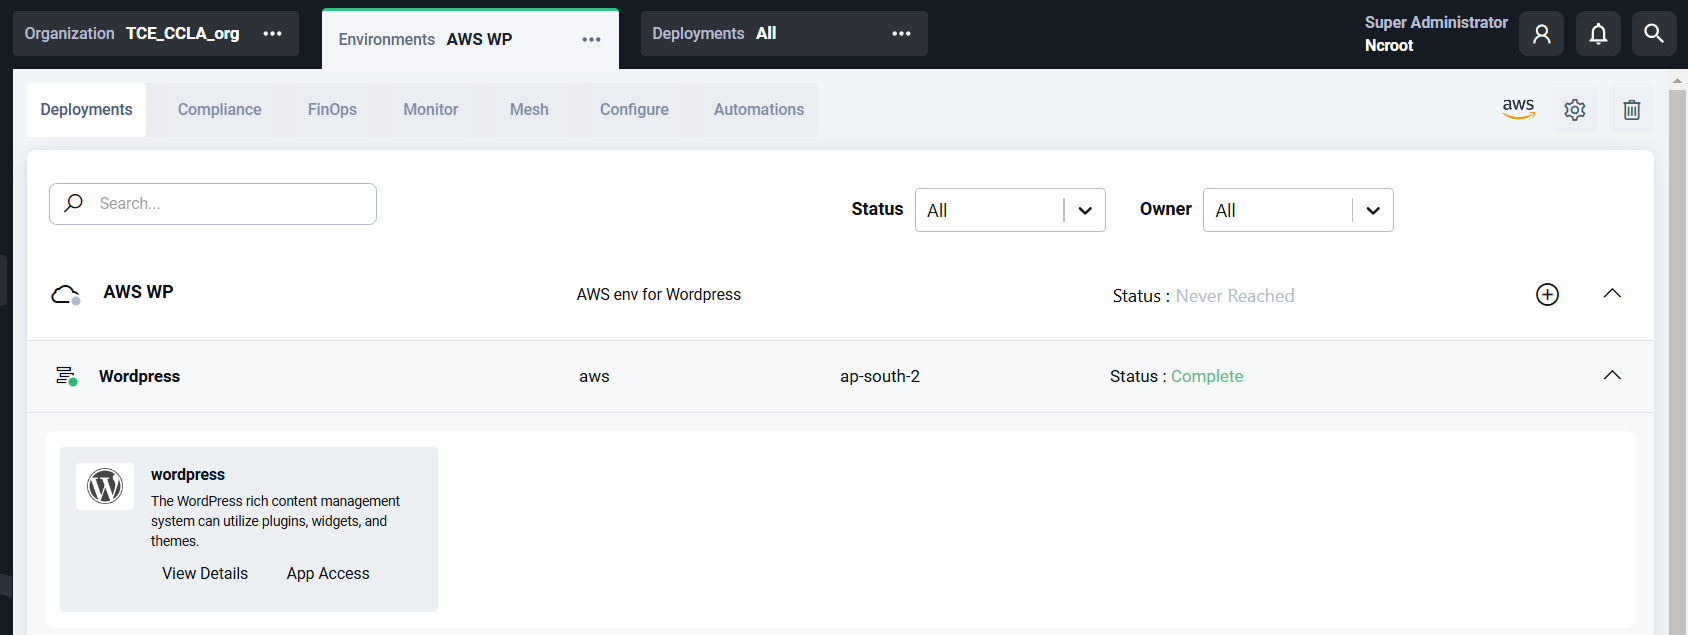 Organization TCE_CCLA_org •••
Environments AWS WP •••
Deployments All •••
Super Administrator
Ncroot
Deployments Compliance FinOps Monitor Mesh Configure Automations
aws
Search...
Status All
Owner All
AWS WP AWS env for Wordpress Status : Never Reached
Wordpress aws ap-south-2 Status : Complete
wordpress
The WordPress rich content management
system can utilize plugins, widgets, and
themes.
View Details App Access